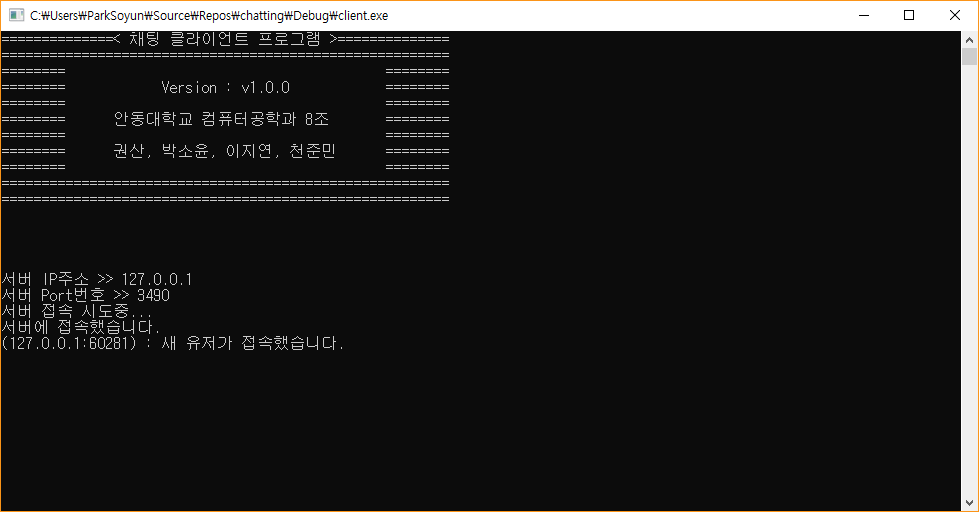 C:₩Users₩ParkSoyun₩Source₩Repos₩chatting₩Debug₩client.exe
==============< 채팅 클라이언트 프로그램 >==============
========================================================
========                                        ========
========            Version : v1.0.0            ========
========                                        ========
========      안동대학교 컴퓨터공학과 8조       ========
========                                        ========
========      권산, 박소윤, 이지연, 천준민      ========
========                                        ========
========================================================
========================================================
서버 IP주소 >> 127.0.0.1
서버 Port번호 >> 3490
서버 접속 시도중...
서버에 접속했습니다.
(127.0.0.1:60281) : 새 유저가 접속했습니다.